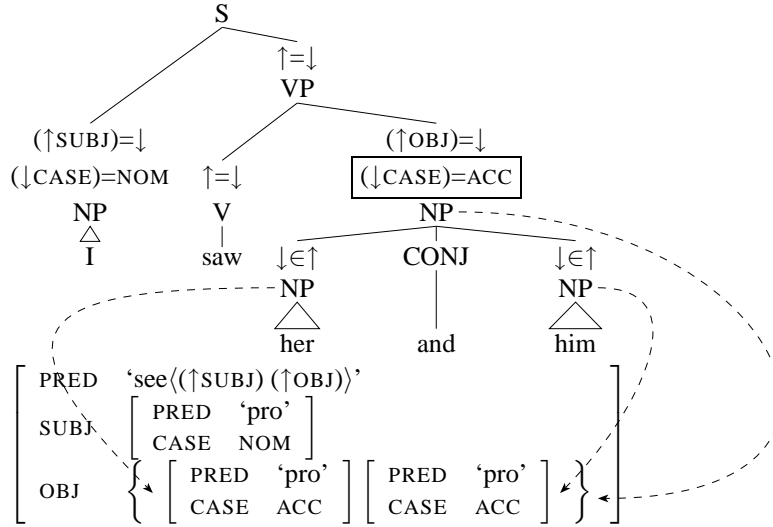 S
↑=↓
VP
(↑SUBJ)=↓ (↑OBJ)=↓
(↓CASE)=NOM ↑=↓ (↓CASE)=ACC
NP V NP
I saw ↓∈↑ CONJ ↓∈↑
NP NP
her and him
PRED ‘see⟨(↑SUBJ) (↑OBJ)⟩’
SUBJ [ PRED ‘pro’ ]
[ CASE NOM ]
OBJ { [ PRED ‘pro’ ] [ PRED ‘pro’ ] }
[ CASE ACC ] [ CASE ACC ]